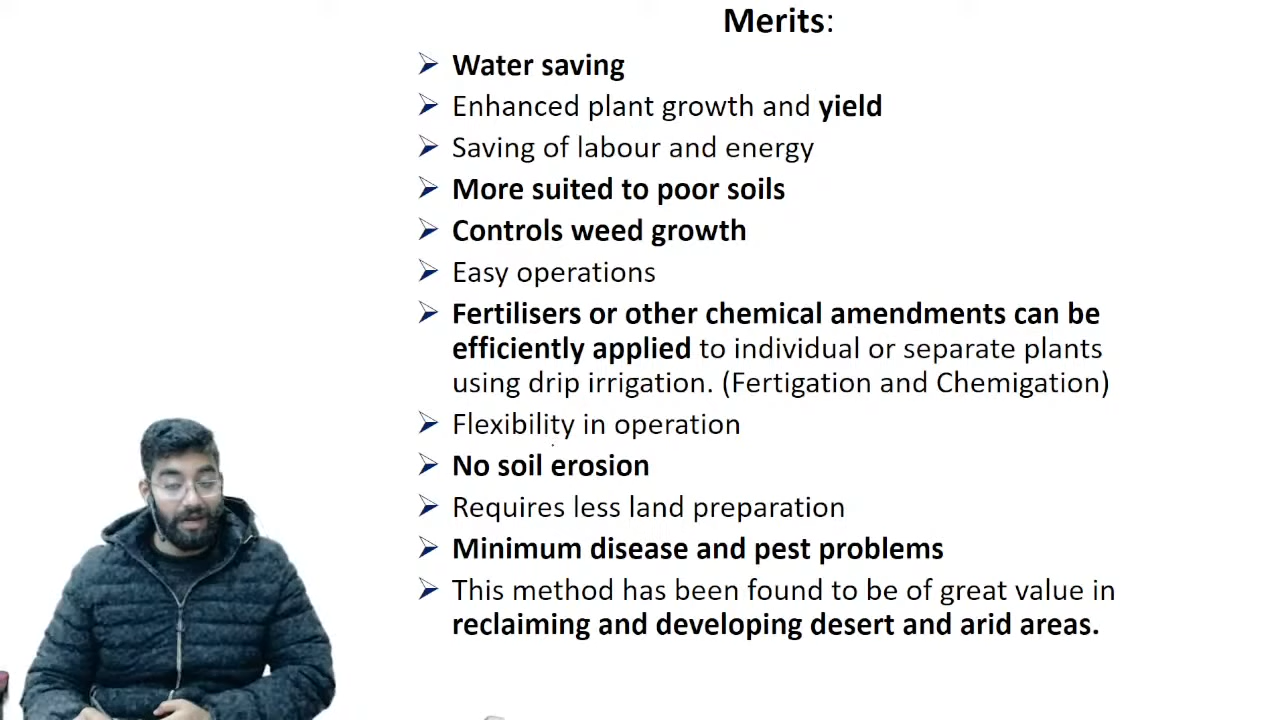 Merits:
Water saving
Enhanced plant growth and yield
Saving of labour and energy
More suited to poor soils
Controls weed growth
Easy operations
Fertilisers or other chemical amendments can be
efficiently applied to individual or separate plants
using drip irrigation. (Fertigation and Chemigation)
Flexibility in operation
No soil erosion
Requires less land preparation
Minimum disease and pest problems
This method has been found to be of great value in
reclaiming and developing desert and arid areas.